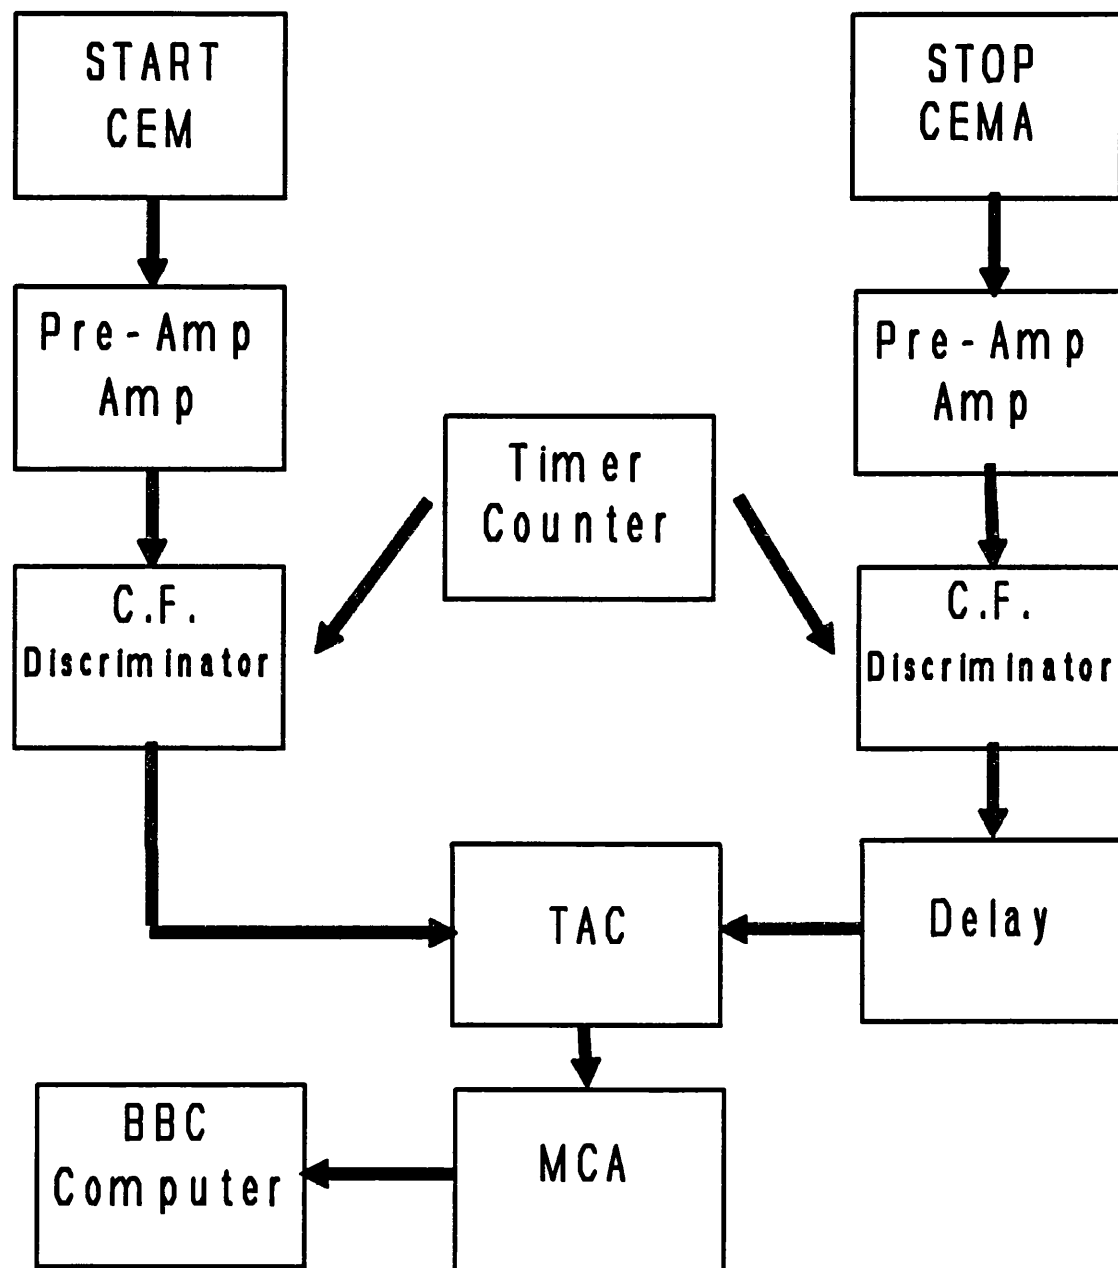 START
CEM
STOP
CEMA
Pre-Amp
Amp
Pre-Amp
Amp
Timer
Counter
C.F.
Discriminator
C.F.
Discriminator
TAC
Delay
BBC
Computer
MCA